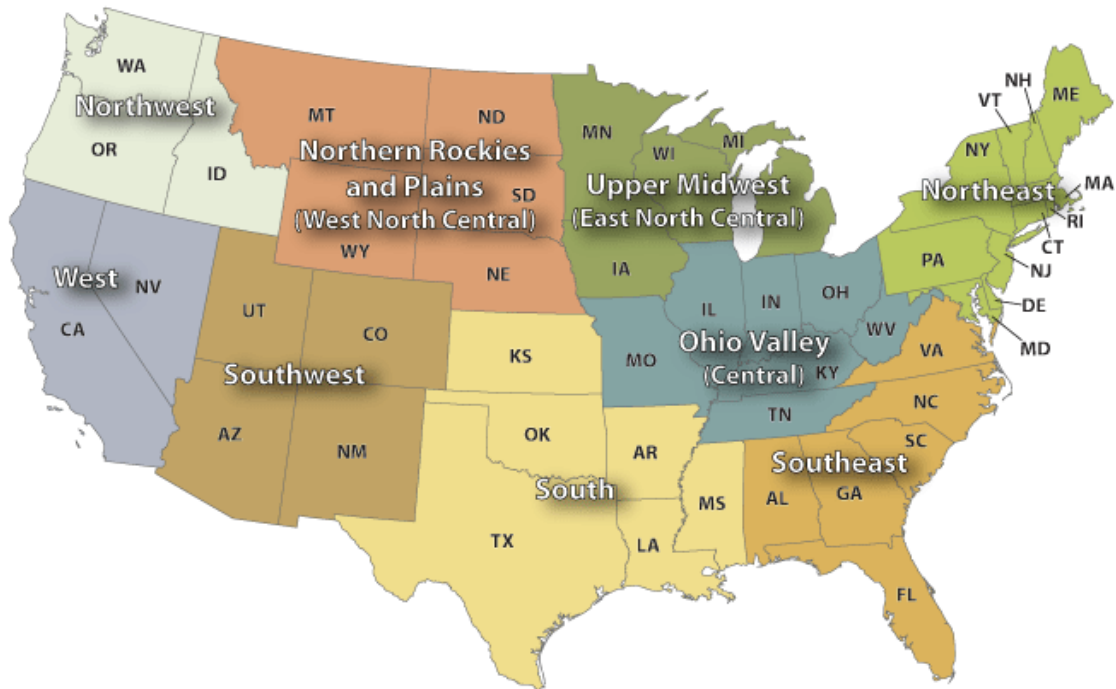 WA
Northwest
OR
ID
MT
ND
Northern Rockies
and Plains
(West North Central)
SD
WY
NE
MN
WI
MI
Upper Midwest
(East North Central)
IA
NH
VT
ME
NY
Northeast
MA
RI
CT
NJ
PA
DE
MD
West
NV
CA
UT
CO
Southwest
AZ
NM
KS
OK
AR
South
TX
LA
MS
IL
IN
OH
WV
MO
Ohio Valley
(Central)
KY
TN
VA
NC
SC
Southeast
AL
GA
FL